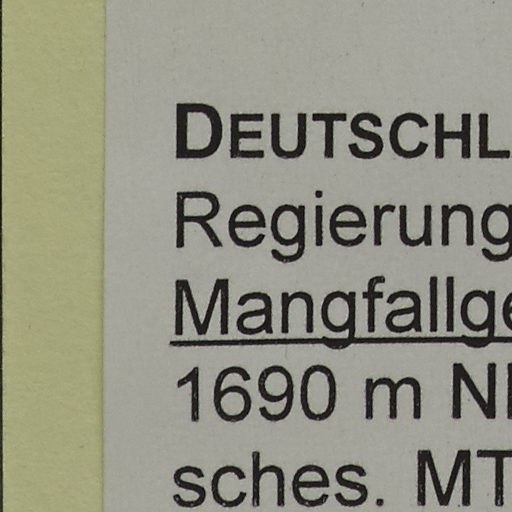 DEUTSCHL
Regierung
Mangfallge
1690 m N
sches. MT